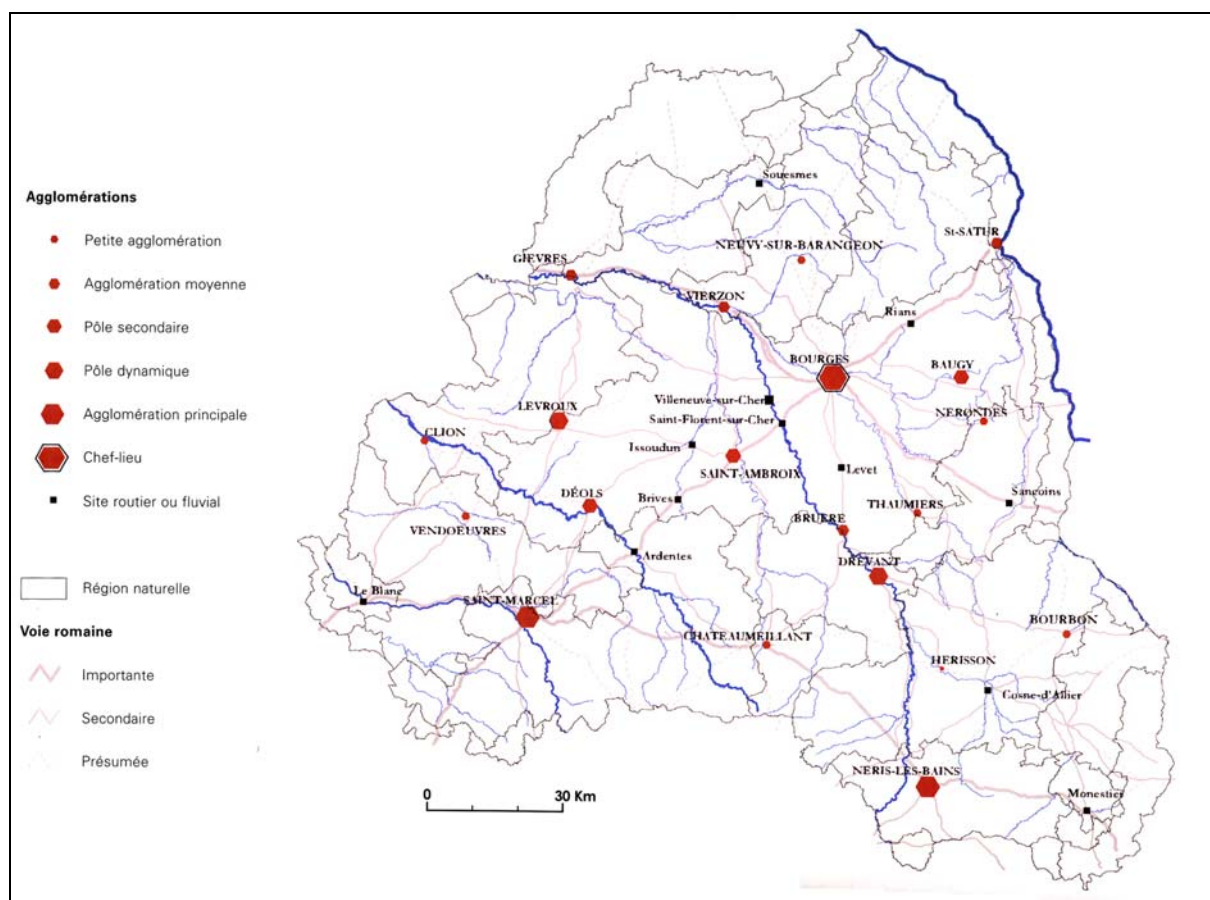 Agglomérations
Petite agglomération
Agglomération moyenne
Pôle secondaire
Pôle dynamique
Agglomération principale
Chef-lieu
Site routier ou fluvial
Région naturelle
Voie romaine
Importante
Secondaire
Présumée
0 30 Km
Souesmes
St-SATUR
NEUVY-SUR-BARANGEON
GIEVRES
VIERZON
Rians
BOURGES
BAUGY
Villeneuve-sur-Cher
LEVROUX
NERONDES
Saint-Florent-sur-Cher
CLION
Issoudun
Levet
SAINT-AMBROIX
DÉOLS
Brives
Sancoins
THAUMIERS
VENDOEUVRES
BRUERE
Ardentes
DREVANT
Le Blanc
SAINT-MARCEL
BOURBON
CHATEAUMEILLANT
HERISSON
Cosne-d'Allier
NERIS-LES-BAINS
Monestier